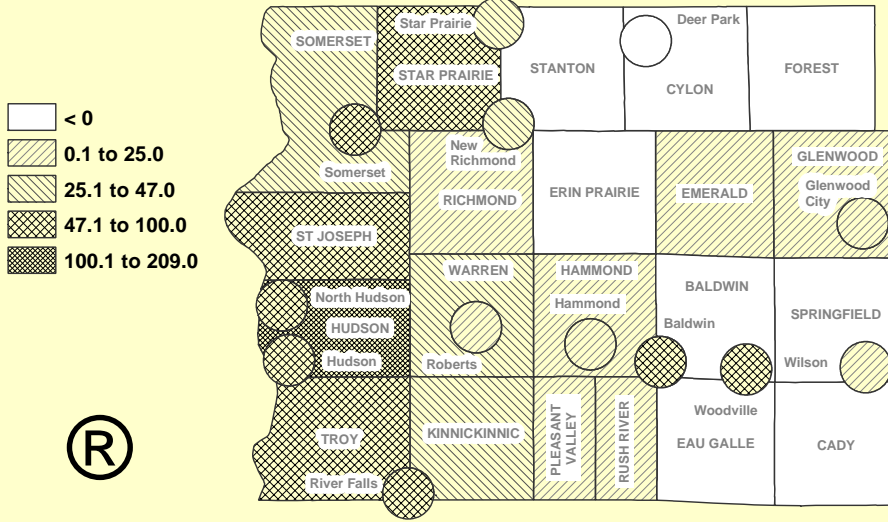 Star Prairie
Deer Park
SOMERSET
STAR PRAIRIE
STANTON
CYLON
FOREST
< 0
0.1 to 25.0
25.1 to 47.0
47.1 to 100.0
100.1 to 209.0
New
Richmond
Somerset
RICHMOND
ERIN PRAIRIE
EMERALD
GLENWOOD
Glenwood
City
ST JOSEPH
WARREN
HAMMOND
BALDWIN
North Hudson
Hammond
SPRINGFIELD
HUDSON
Baldwin
Hudson
Roberts
Wilson
PLEASANT
VALLEY
RUSH RIVER
Woodville
TROY
KINNICKINNIC
EAU GALLE
CADY
River Falls
®